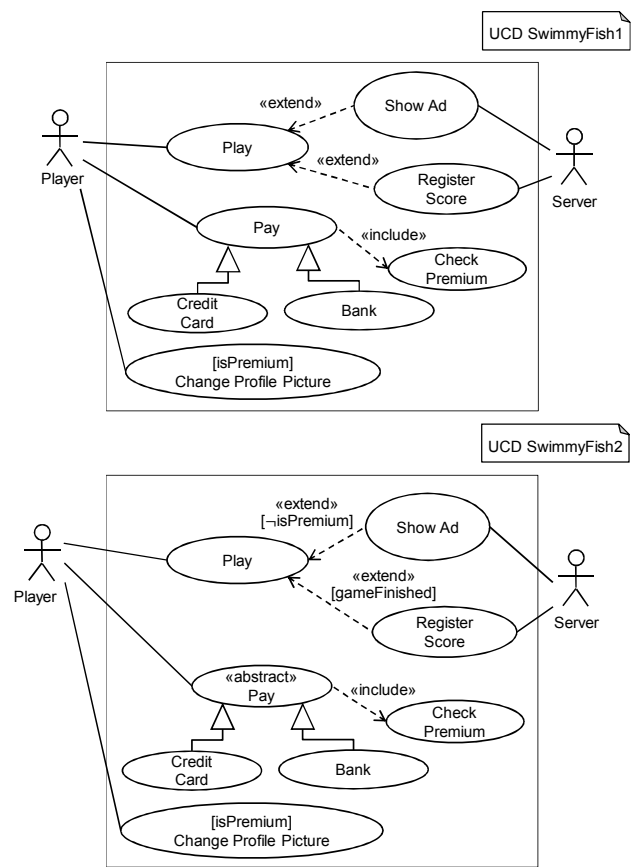 UCD SwimmyFish1
«extend»
Show Ad
Player
Play
«extend»
Register
Score
Server
Pay
«include»
Check
Premium
Credit
Card
Bank
[isPremium]
Change Profile Picture
UCD SwimmyFish2
«extend»
[¬isPremium]
Show Ad
Player
Play
«extend»
[gameFinished]
Register
Score
Server
«abstract»
Pay
«include»
Check
Premium
Credit
Card
Bank
[isPremium]
Change Profile Picture